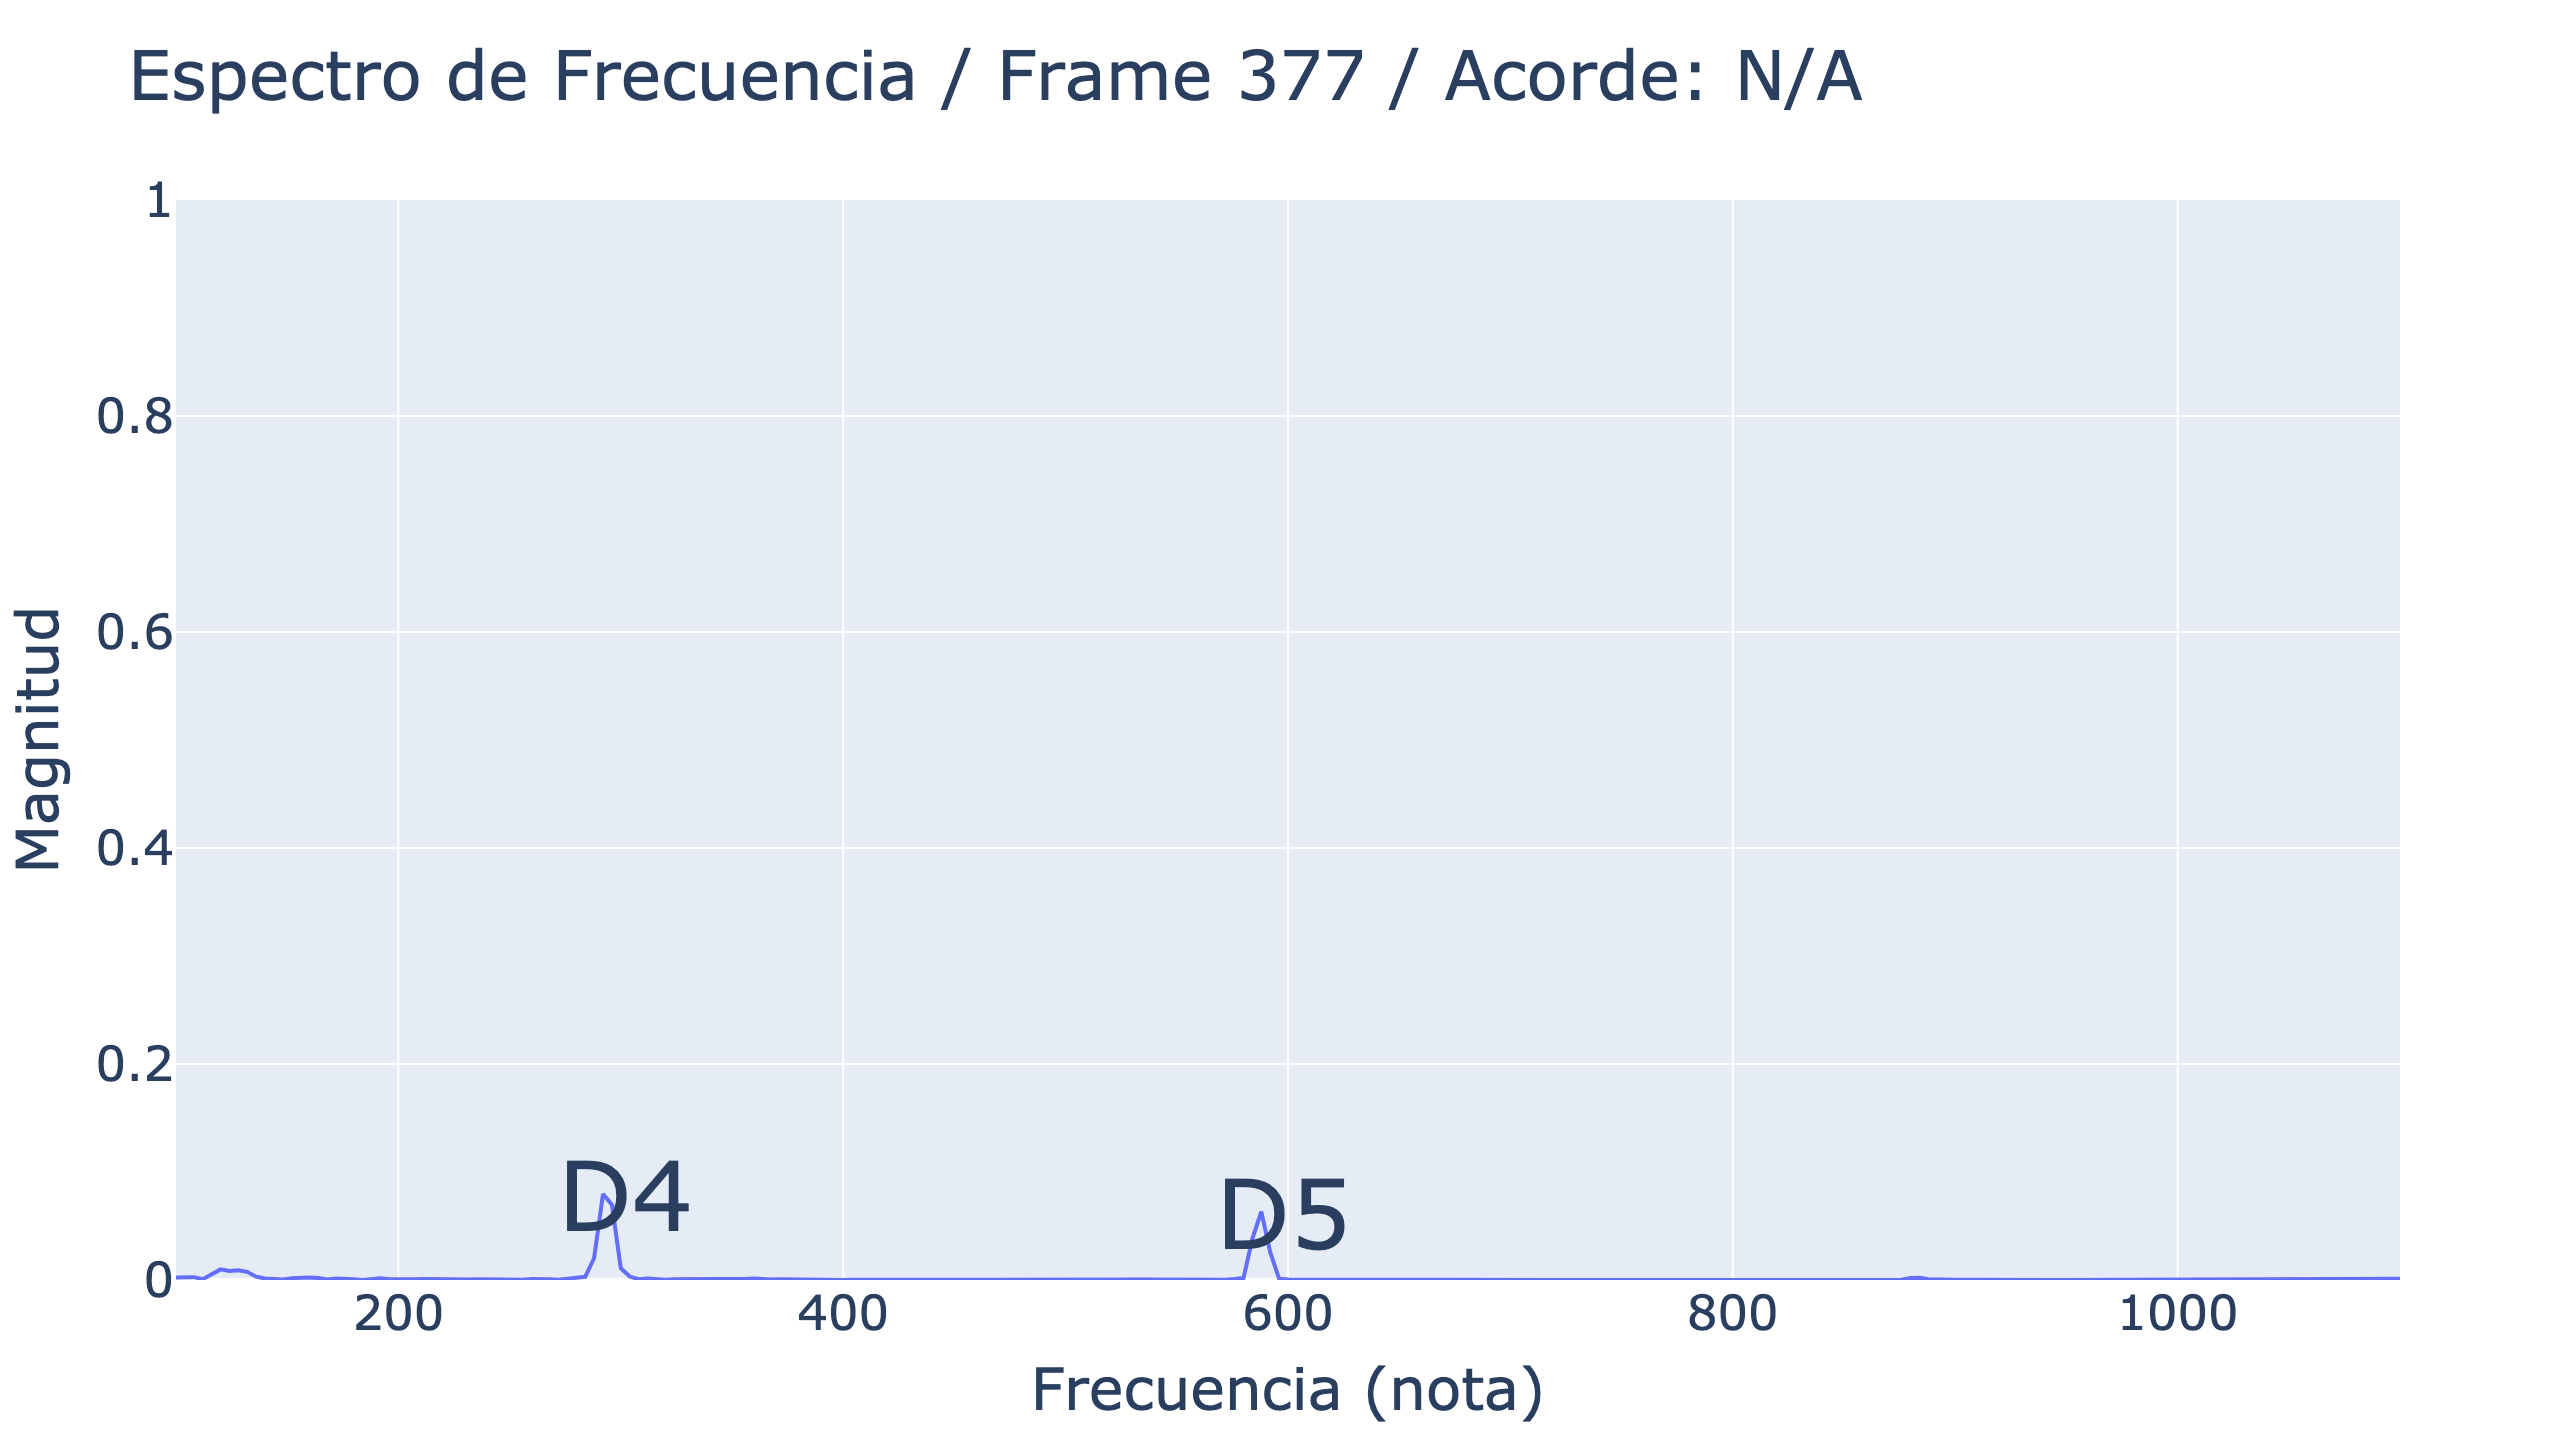 Espectro de Frecuencia / Frame 377 / Acorde: N/A
1
0.8
0.6
0.4
0.2
0
Magnitud
D4
D5
200 400 600 800 1000
Frecuencia (nota)